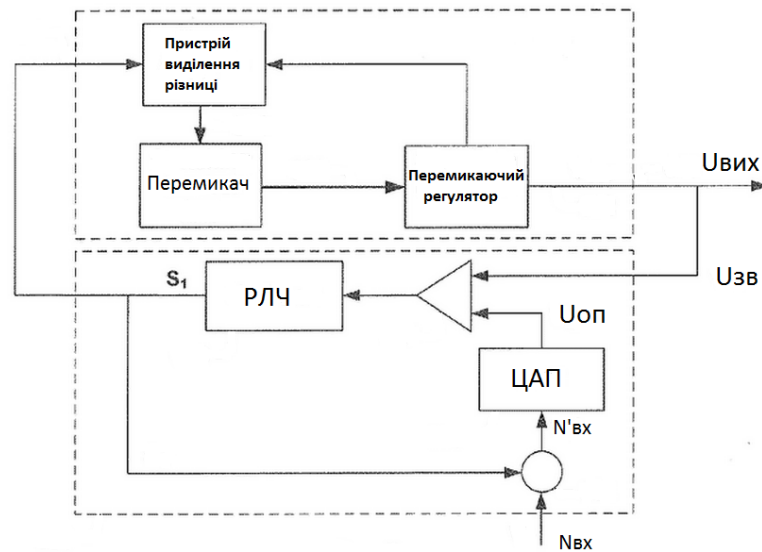 Пристрій
виділення
різниці
Перемикач
Перемикаючий
регулятор
Uвих
S₁
РЛЧ
Uзв
Uоп
ЦАП
N'вх
Nвх